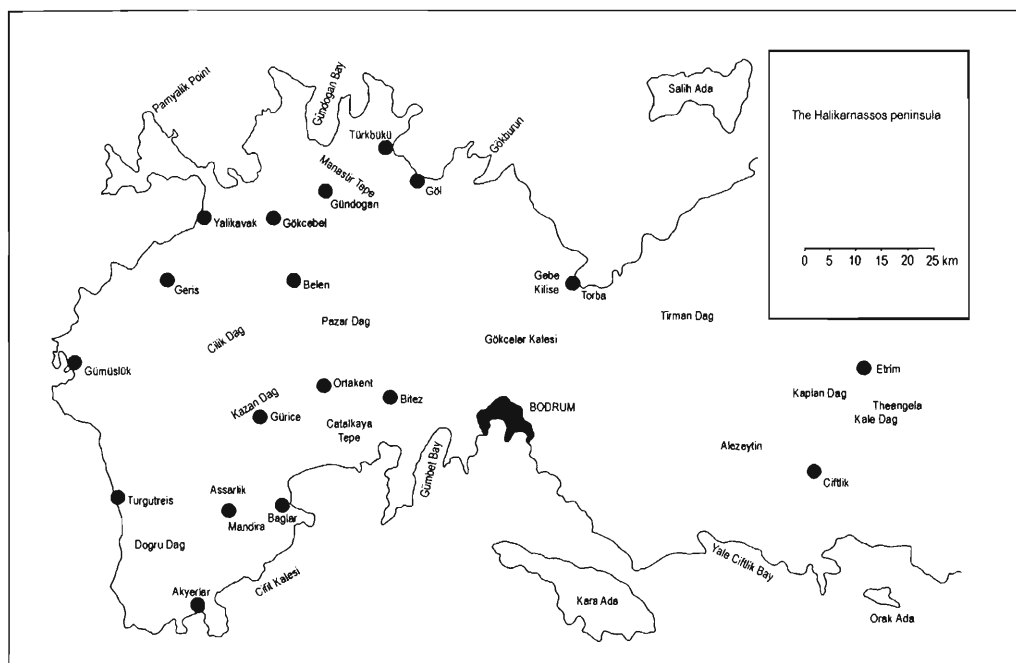 Pamyalik Point
Gündogan Bay
Türkbükü
Manastir Tepe
Gündogan
Göl
Gökburun
Salih Ada
The Halikarnassos peninsula
0 5 10 15 20 25 km
Yalikavak
Gökcebel
Geris
Belen
Gebe
Kilise
Torba
Pazar Dag
Cilik Dag
Tirman Dag
Gökceler Kalesi
Gümüslük
Ortakent
Bitez
Kazan Dag
Gürice
Catalkaya
Tepe
BODRUM
Etrim
Kaplan Dag
Theangela
Kale Dag
Alezeytin
Ciftlik
Gümbet Bay
Turgutreis
Assarlik
Mandira
Baglar
Dogru Dag
Cifit Kalesi
Akyerlar
Kara Ada
Yale Ciftlik Bay
Orak Ada